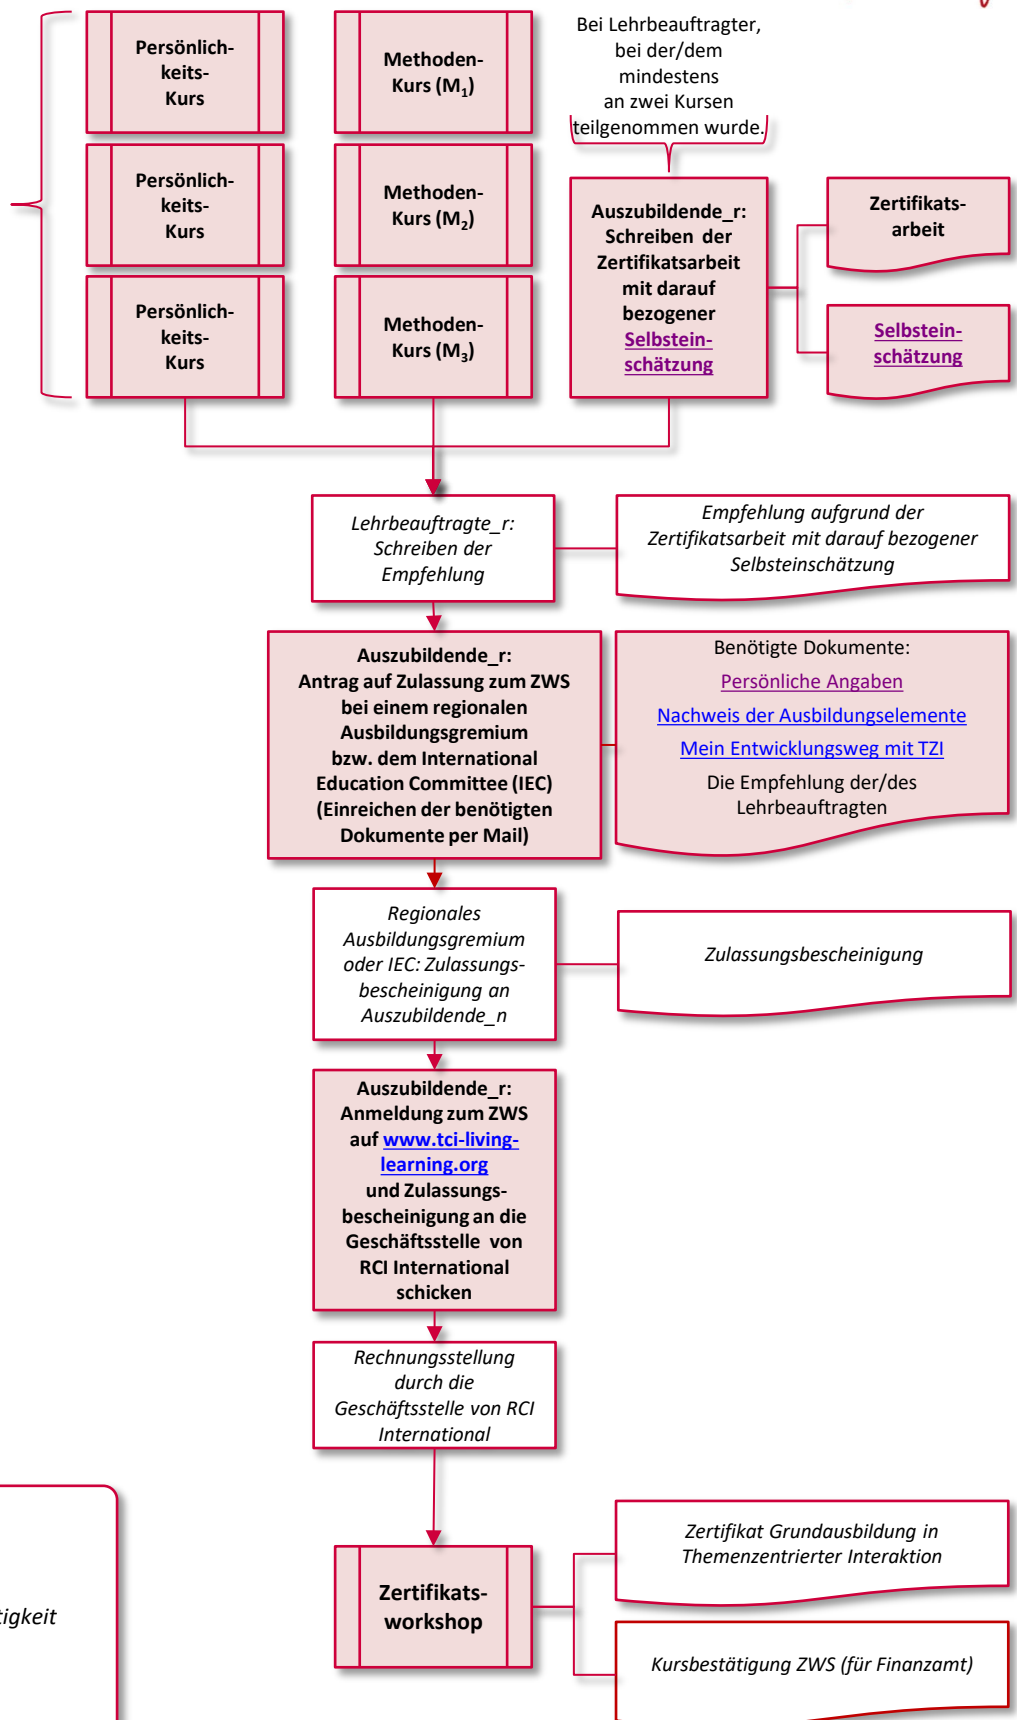 Persönlich-
keits-
Kurs
Methoden-
Kurs (M₁)
Bei Lehrbeauftragter,
bei der/dem
mindestens
an zwei Kursen
teilgenommen wurde.
Persönlich-
keits-
Kurs
Methoden-
Kurs (M₂)
Auszubildende_r:
Schreiben der
Zertifikatsarbeit
mit darauf
bezogener
Selbstein-
schätzung
Zertifikats-
arbeit
Persönlich-
keits-
Kurs
Methoden-
Kurs (M₃)
Selbstein-
schätzung
Lehrbeauftragte_r:
Schreiben der
Empfehlung
Empfehlung aufgrund der
Zertifikatsarbeit mit darauf bezogener
Selbsteinschätzung
Auszubildende_r:
Antrag auf Zulassung zum ZWS
bei einem regionalen
Ausbildungsgremium
bzw. dem International
Education Committee (IEC)
(Einreichen der benötigten
Dokumente per Mail)
Benötigte Dokumente:
Persönliche Angaben
Nachweis der Ausbildungselemente
Mein Entwicklungsweg mit TZI
Die Empfehlung der/des
Lehrbeauftragten
Regionales
Ausbildungsgremium
oder IEC: Zulassungs-
bescheinigung an
Auszubildende_n
Zulassungsbescheinigung
Auszubildende_r:
Anmeldung zum ZWS
auf www.tci-living-
learning.org
und Zulassungs-
bescheinigung an die
Geschäftsstelle von
RCI International
schicken
Rechnungsstellung
durch die
Geschäftsstelle von RCI
International
Zertifikats-
workshop
Zertifikat Grundausbildung in
Themenzentrierter Interaktion
Kursbestätigung ZWS (für Finanzamt)
tigkeit